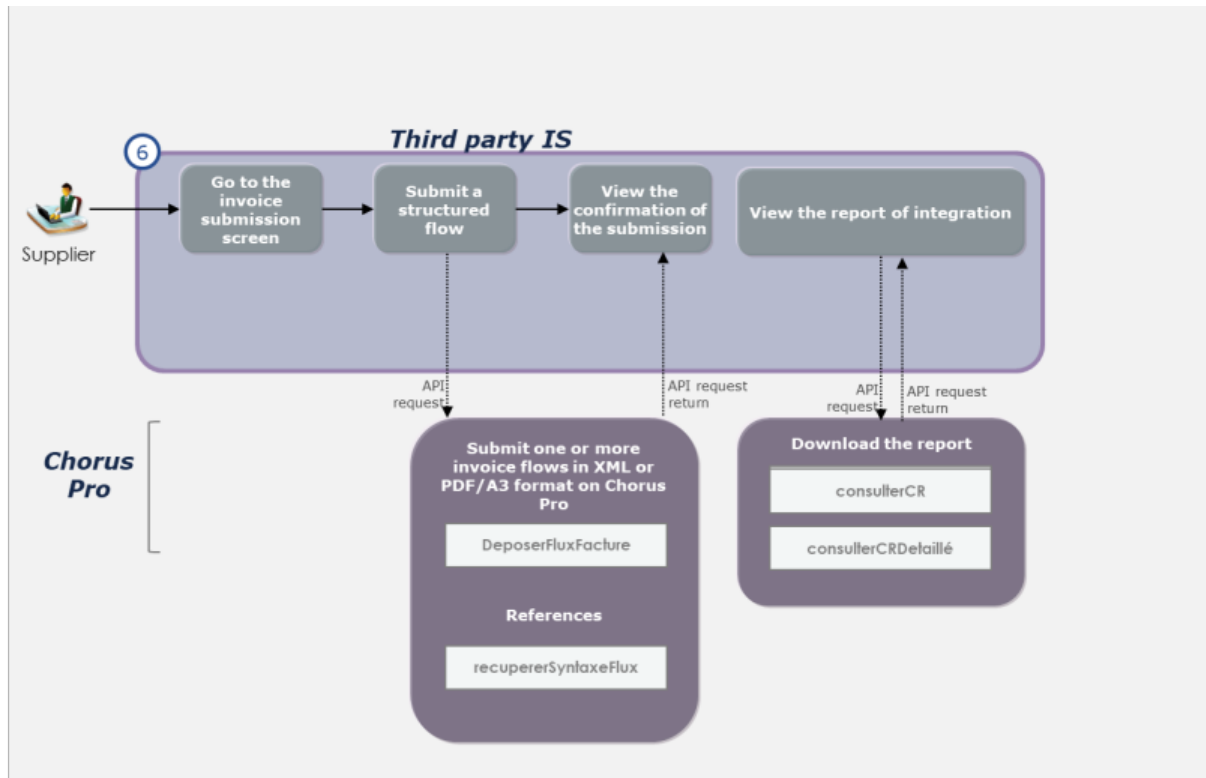 Third party IS
6
Supplier
Go to the
invoice
submission
screen
Submit a
structured
flow
View the
confirmation of
the submission
View the report of integration
API
request
API request
return
API
request
API request
return
Chorus
Pro
Submit one or more
invoice flows in XML or
PDF/A3 format on Chorus
Pro
DeposerFluxFacture
References
recupererSyntaxeFlux
Download the report
consulterCR
consulterCRDetaillé